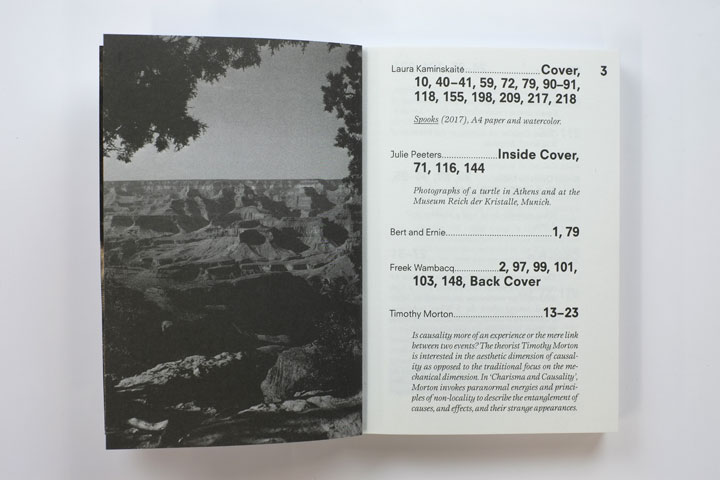 3
Laura Kaminskaitė............................Cover,
10, 40–41, 59, 72, 79, 90–91,
118, 155, 198, 209, 217, 218
Spooks (2017), A4 paper and watercolor.
Julie Peeters.....................Inside Cover,
71, 116, 144
Photographs of a turtle in Athens and at the
Museum Reich der Kristalle, Munich.
Bert and Ernie.......................................1, 79
Freek Wambacq................2, 97, 99, 101,
103, 148, Back Cover
Timothy Morton.................................13–23
Is causality more of an experience or the mere link
between two events? The theorist Timothy Morton
is interested in the aesthetic dimension of causal-
ity as opposed to the traditional focus on the me-
chanical dimension. In ‘Charisma and Causality’,
Morton invokes paranormal energies and princi-
ples of non-locality to describe the entanglement of
causes, and effects, and their strange appearances.